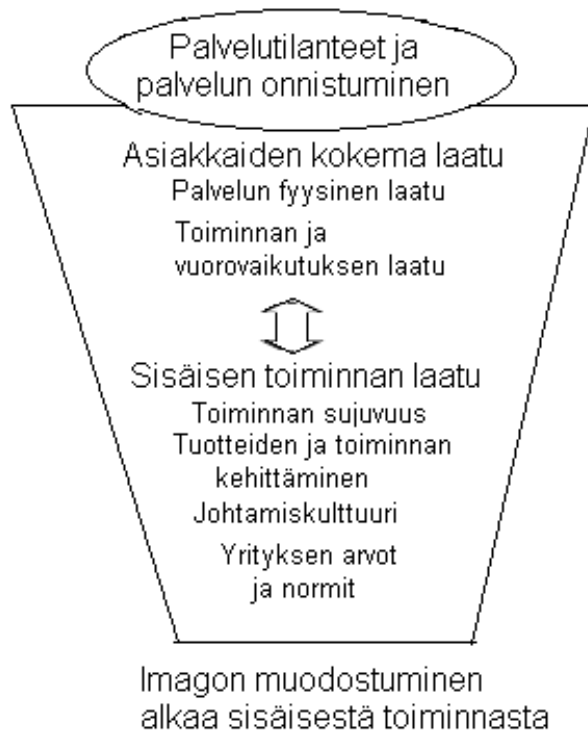 Palvelutilanteet ja
palvelun onnistuminen
Asiakkaiden kokema laatu
Palvelun fyysinen laatu
Toiminnan ja
vuorovaikutuksen laatu
Sisäisen toiminnan laatu
Toiminnan sujuvuus
Tuotteiden ja toiminnan
kehittäminen
Johtamiskulttuuri
Yrityksen arvot
ja normit
Imagon muodostuminen
alkaa sisäisestä toiminnasta